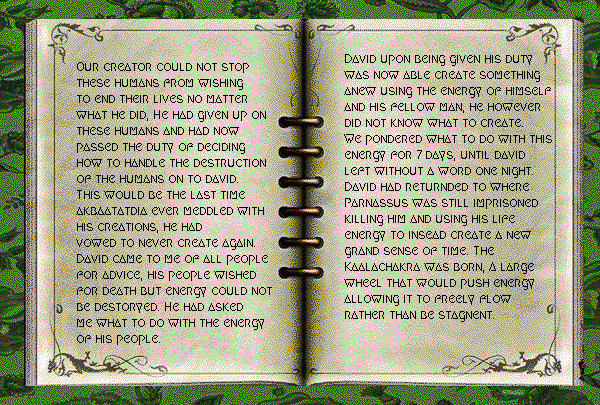 Our creator could not stop
these humans from wishing
to end their lives no matter
what he did, he had given up on
these humans and had now
passed the duty of deciding
how to handle the destruction
of the humans on to David.
This would be the last time
Akbaatatdia ever meddled with
his creations, he had
vowed to never create again.
David came to me of all people
for advice, his people wished
for death but energy could not
be destoryed. He had asked
me what to do with the energy
of his people.
David upon being given his duty
was now able create something
anew using the energy of himself
and his fellow man, he however
did not know what to create.
We pondered what to do with this
energy for 7 days, until David
left without a word one night.
David had returnded to where
Parnassus was still imprisoned
killing him and using his life
energy to insead create a new
grand sense of time. The
Kaalachakra was born, a large
wheel that would push energy
allowing it to freely flow
rather than be stagnent.